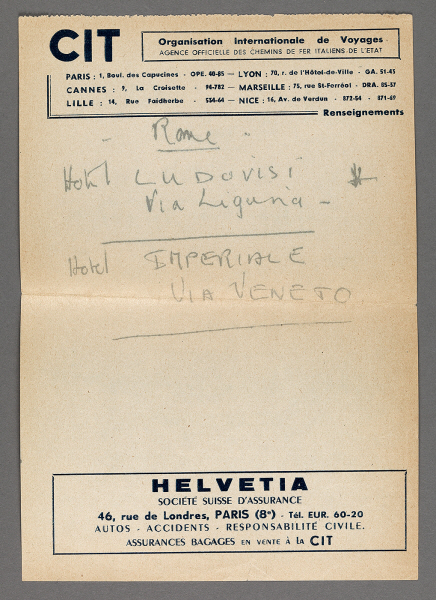 CIT
Organisation Internationale de Voyages
AGENCE OFFICIELLE DES CHEMINS DE FER ITALIENS DE L'ETAT
PARIS : 1, Boul. des Capucines - OPE. 40-85 — LYON : 70, r. de l'Hôtel-de-Ville - GA. 51-45
CANNES : 9, La Croisette - 94-782 — MARSEILLE : 75, rue St-Ferréol - DRA. 05-37
LILLE : 14, Rue Faidherbe - 534-64 — NICE : 16, Av. de Verdun - 872-54 - 871-69
Renseignements
- Rome -
Hotel LUDOVISI
Via Liguria -
Hotel IMPERIALE
VIA VENETO
HELVETIA
SOCIÉTÉ SUISSE D'ASSURANCE
46, rue de Londres, PARIS (8e) - Tél. EUR. 60-20
AUTOS - ACCIDENTS - RESPONSABILITÉ CIVILE.
ASSURANCES BAGAGES EN VENTE à la CIT